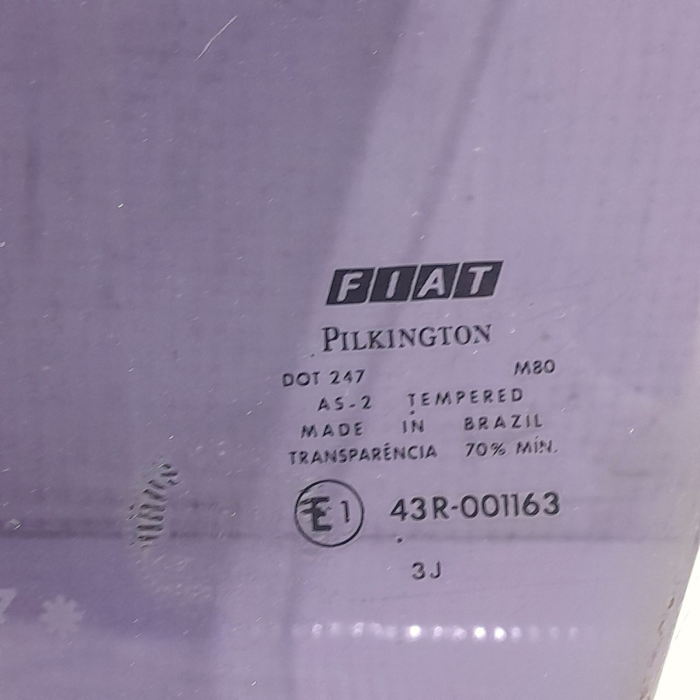 FIAT
PILKINGTON
DOT 247 M80
AS-2 TEMPERED
MADE IN BRAZIL
TRANSPARÊNCIA 70% MÍN.
E1 43R-001163
3J